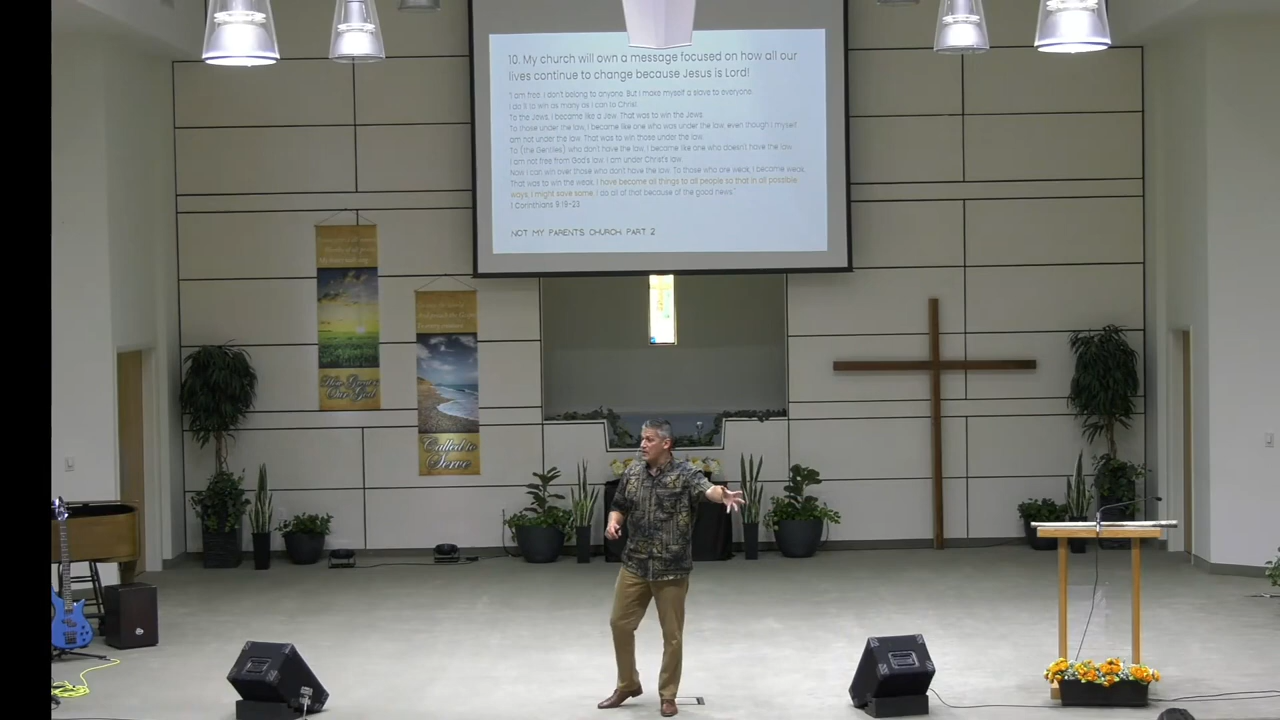 10. My church will own a message focused on how all our
lives continue to change because Jesus is Lord!
"I am free. I don't belong to anyone. But I make myself a slave to everyone.
I do it to win as many as I can to Christ.
To the Jews, I became like a Jew. That was to win the Jews.
To those under the law, I became like one who was under the law, even though I myself
am not under the law. That was to win those under the law.
To (the Gentiles) who don't have the law, I became like one who doesn't have the law.
I am not free from God's law. I am under Christ's law.
Now I can win over those who don't have the law. To those who are weak, I became weak.
That was to win the weak. I have become all things to all people so that in all possible
ways, I might save some. I do all of that because of the good news."
1 Corinthians 9:19-23
NOT MY PARENTS CHURCH, PART 2
How Great is
Our God
Called to
Serve